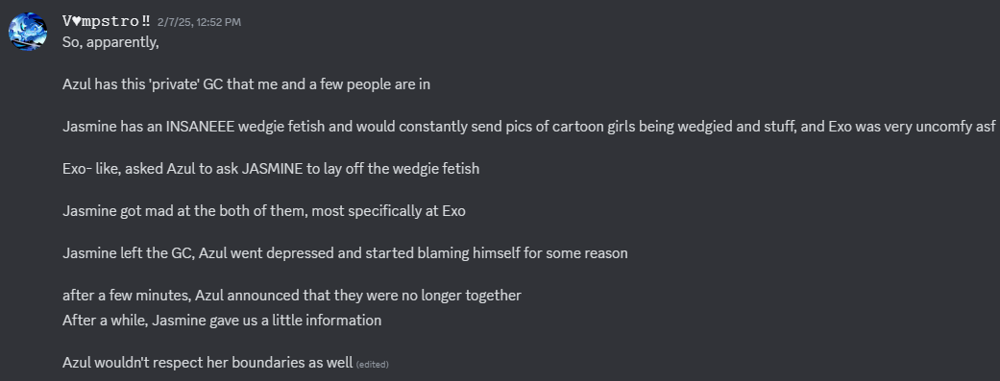 V♥mpstro‼ 2/7/25, 12:52 PM
So, apparently,
Azul has this 'private' GC that me and a few people are in
Jasmine has an INSANEEE wedgie fetish and would constantly send pics of cartoon girls being wedgied and stuff, and Exo was very uncomfy asf
Exo- like, asked Azul to ask JASMINE to lay off the wedgie fetish
Jasmine got mad at the both of them, most specifically at Exo
Jasmine left the GC, Azul went depressed and started blaming himself for some reason
after a few minutes, Azul announced that they were no longer together
After a while, Jasmine gave us a little information
Azul wouldn't respect her boundaries as well (edited)